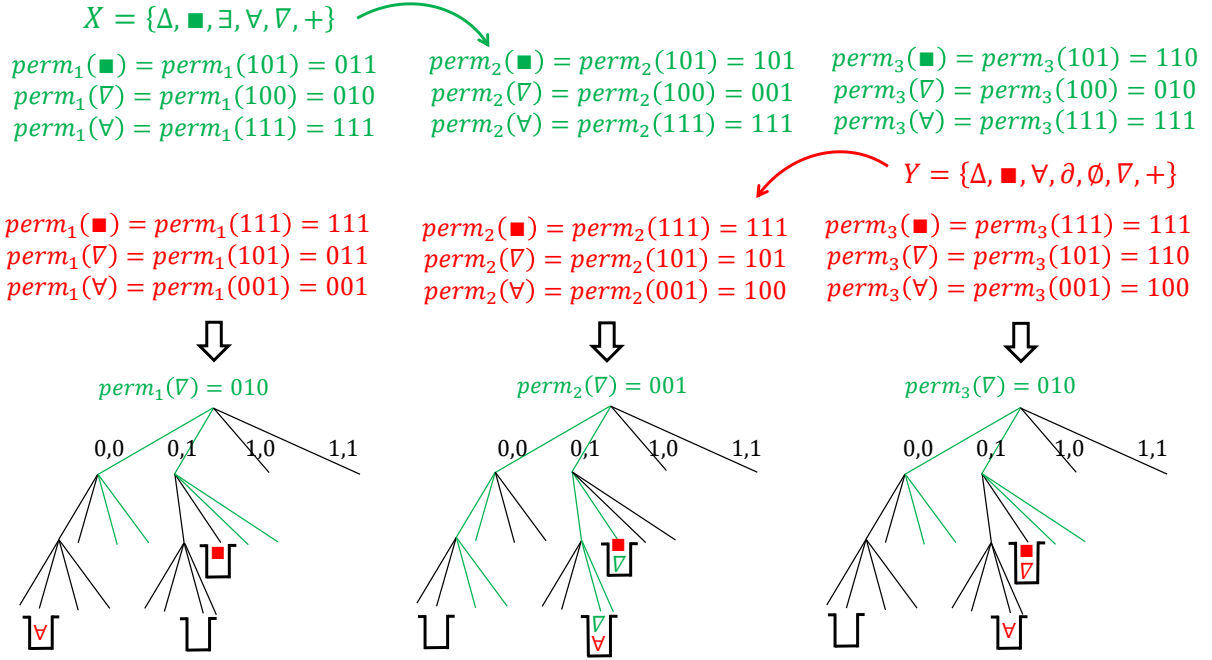 X = {Δ, ■, ∃, ∀, ∇, +}
perm₁(■) = perm₁(101) = 011
perm₁(∇) = perm₁(100) = 010
perm₁(∀) = perm₁(111) = 111
perm₂(■) = perm₂(101) = 101
perm₂(∇) = perm₂(100) = 001
perm₂(∀) = perm₂(111) = 111
perm₃(■) = perm₃(101) = 110
perm₃(∇) = perm₃(100) = 010
perm₃(∀) = perm₃(111) = 111
Y = {Δ, ■, ∀, ∂, ∅, ∇, +}
perm₁(■) = perm₁(111) = 111
perm₁(∇) = perm₁(101) = 011
perm₁(∀) = perm₁(001) = 001
perm₂(■) = perm₂(111) = 111
perm₂(∇) = perm₂(101) = 101
perm₂(∀) = perm₂(001) = 100
perm₃(■) = perm₃(111) = 111
perm₃(∇) = perm₃(101) = 110
perm₃(∀) = perm₃(001) = 100
perm₁(∇) = 010
0,0 0,1 1,0 1,1
■
∀
perm₂(∇) = 001
0,0 0,1 1,0 1,1
■
∇
∇
∀
perm₃(∇) = 010
0,0 0,1 1,0 1,1
■
∇
∀